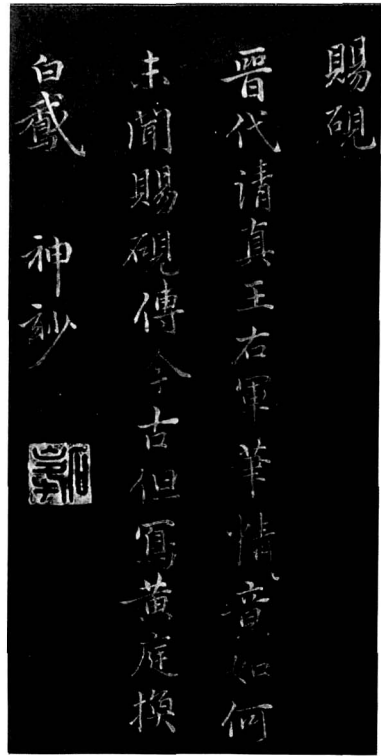 賜硯
晉代清真王右軍筆情意如何
未聞賜硯傳今古但寫黃庭換
白鵞　神妙